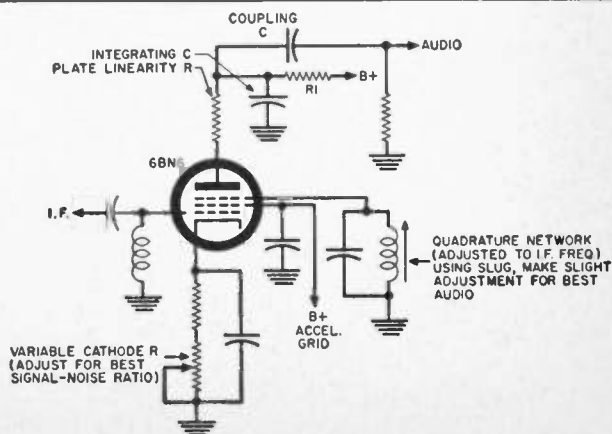 COUPLING
C
AUDIO
INTEGRATING C
PLATE LINEARITY R
B+
R1
6BN6
I.F.
QUADRATURE NETWORK
(ADJUSTED TO I.F. FREQ)
USING SLUG, MAKE SLIGHT
ADJUSTMENT FOR BEST
AUDIO
B+
ACCEL.
GRID
VARIABLE CATHODE R
(ADJUST FOR BEST
SIGNAL-NOISE RATIO)